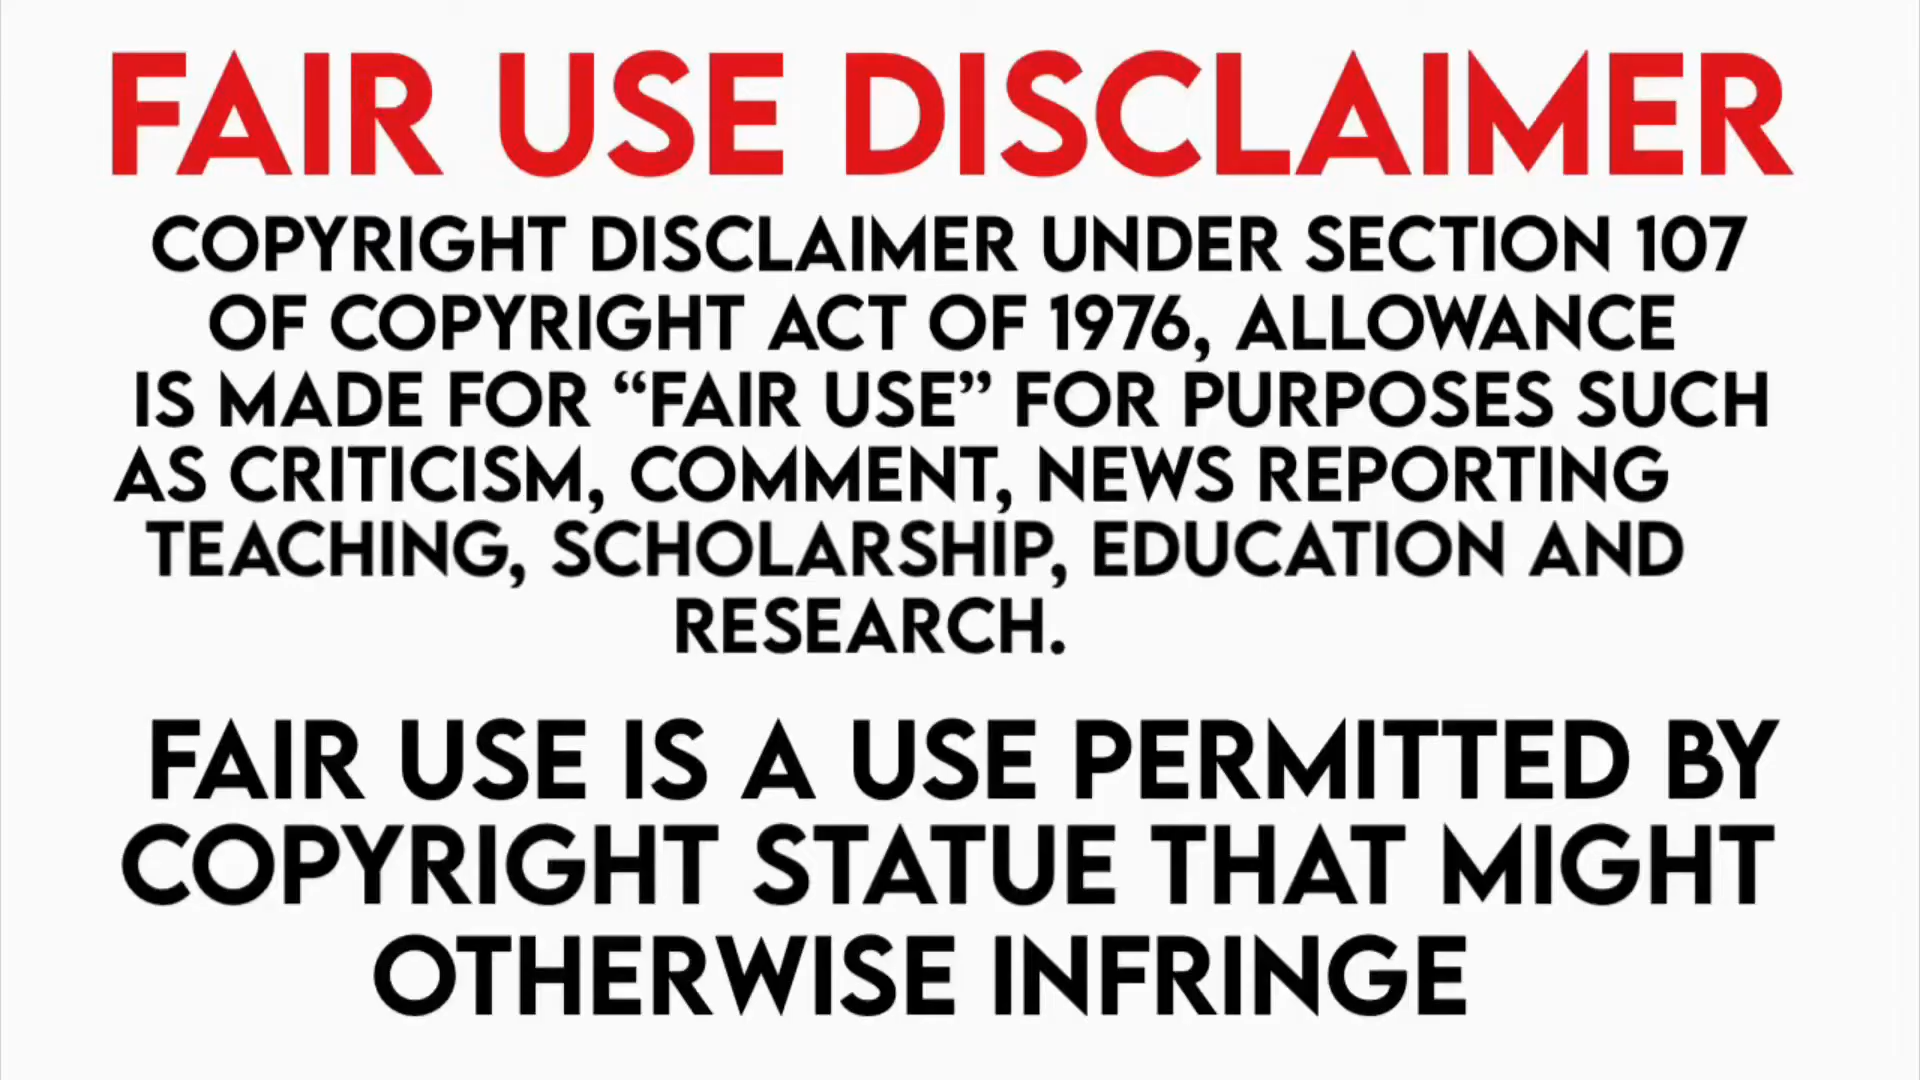 FAIR USE DISCLAIMER
COPYRIGHT DISCLAIMER UNDER SECTION 107
OF COPYRIGHT ACT OF 1976, ALLOWANCE
IS MADE FOR “FAIR USE” FOR PURPOSES SUCH
AS CRITICISM, COMMENT, NEWS REPORTING
TEACHING, SCHOLARSHIP, EDUCATION AND
RESEARCH.
FAIR USE IS A USE PERMITTED BY
COPYRIGHT STATUE THAT MIGHT
OTHERWISE INFRINGE